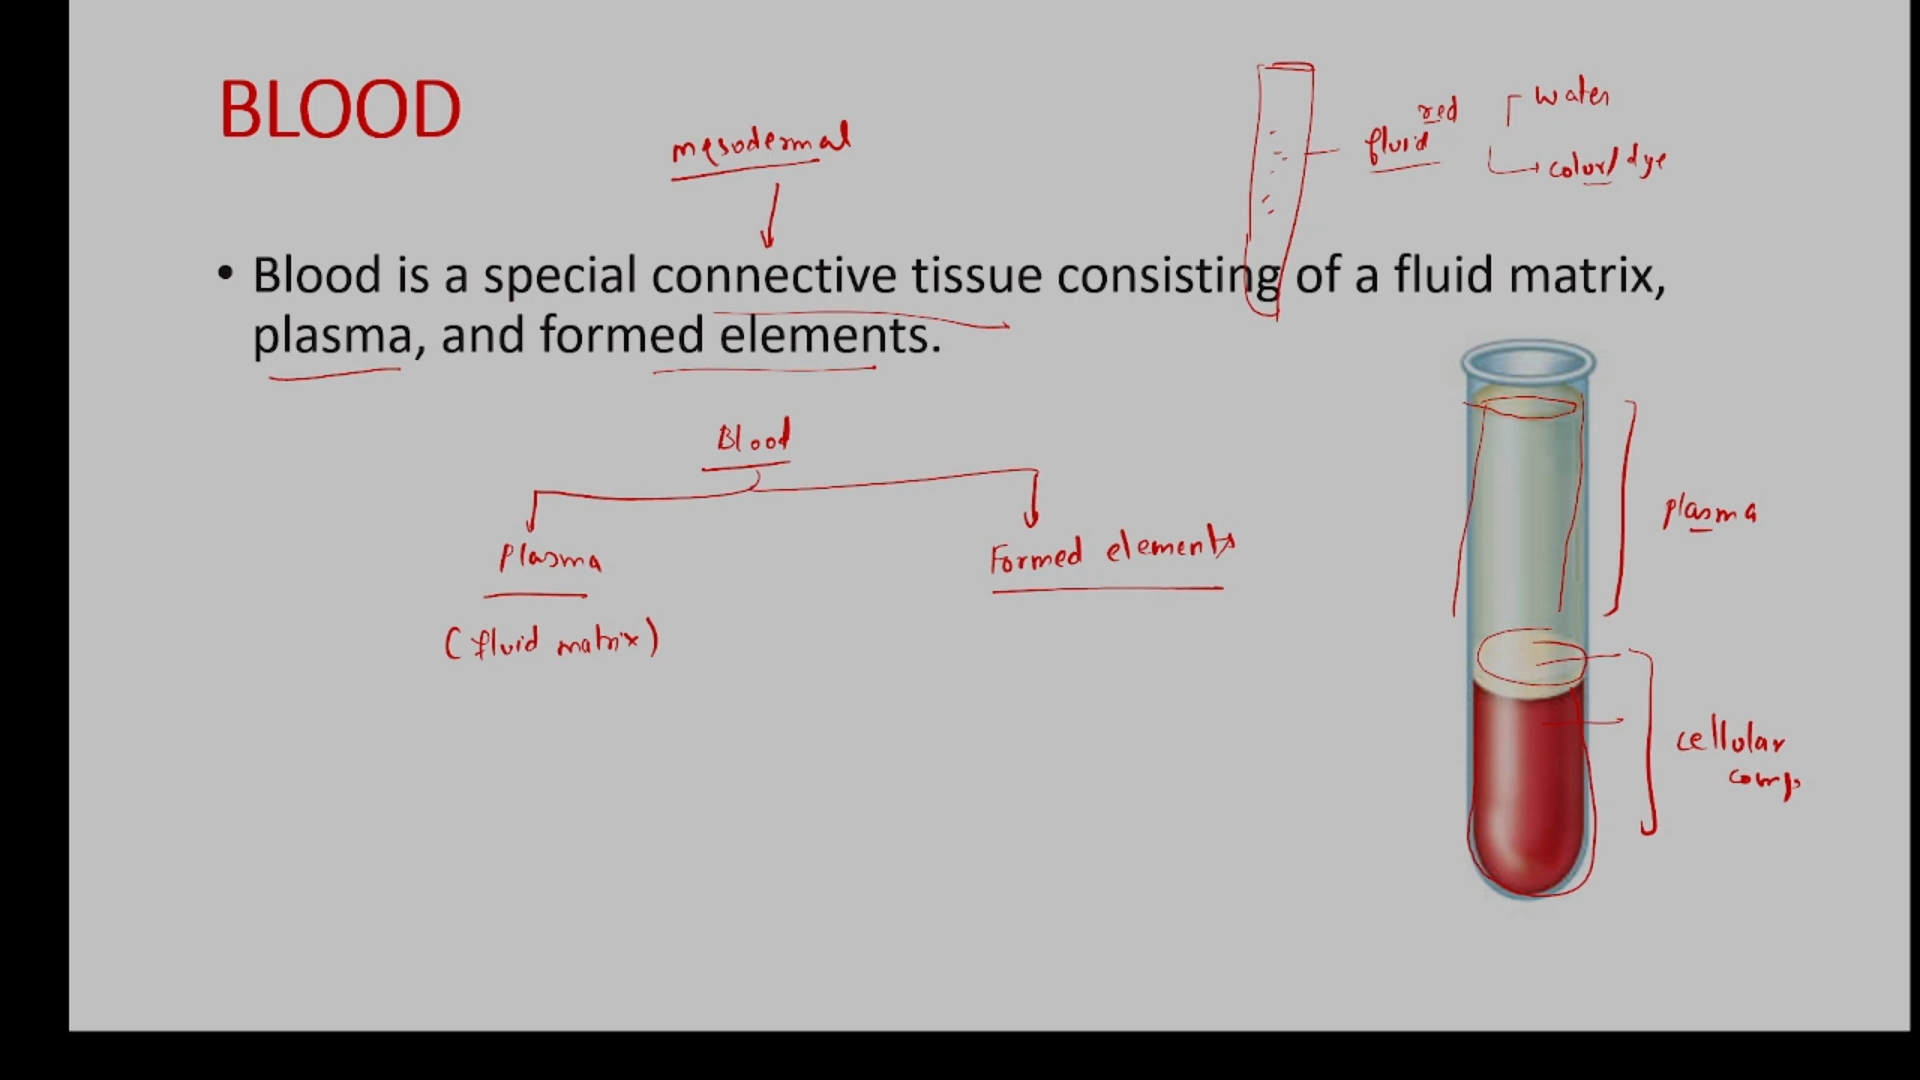 BLOOD
mesodermal
red
fluid
water
color/dye
• Blood is a special connective tissue consisting of a fluid matrix,
plasma, and formed elements.
Blood
Plasma
Formed elements
(fluid matrix)
plasma
cellular
comp